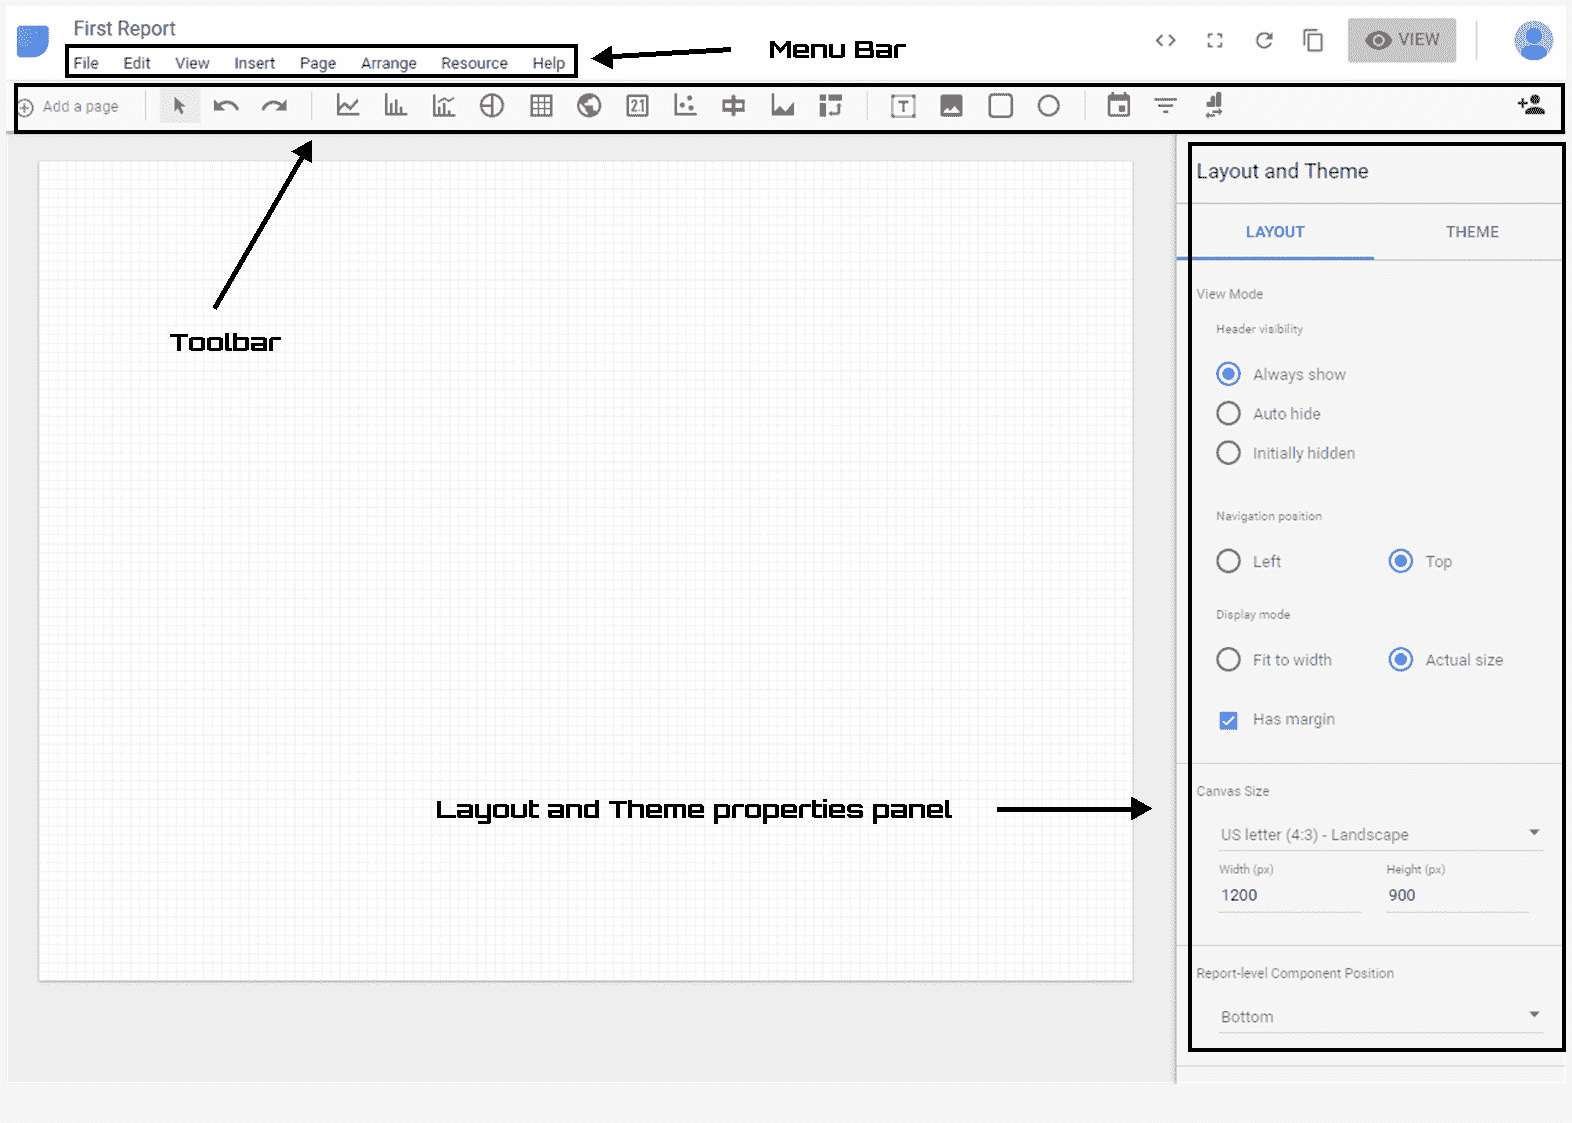 First Report
File Edit View Insert Page Arrange Resource Help
Menu Bar
VIEW
Add a page
21
T
Toolbar
Layout and Theme
LAYOUT THEME
View Mode
Header visibility
Always show
Auto hide
Initially hidden
Navigation position
Left Top
Display mode
Fit to width Actual size
Has margin
Layout and Theme properties panel
Canvas Size
US letter (4:3) - Landscape
Width (px) Height (px)
1200 900
Report-level Component Position
Bottom